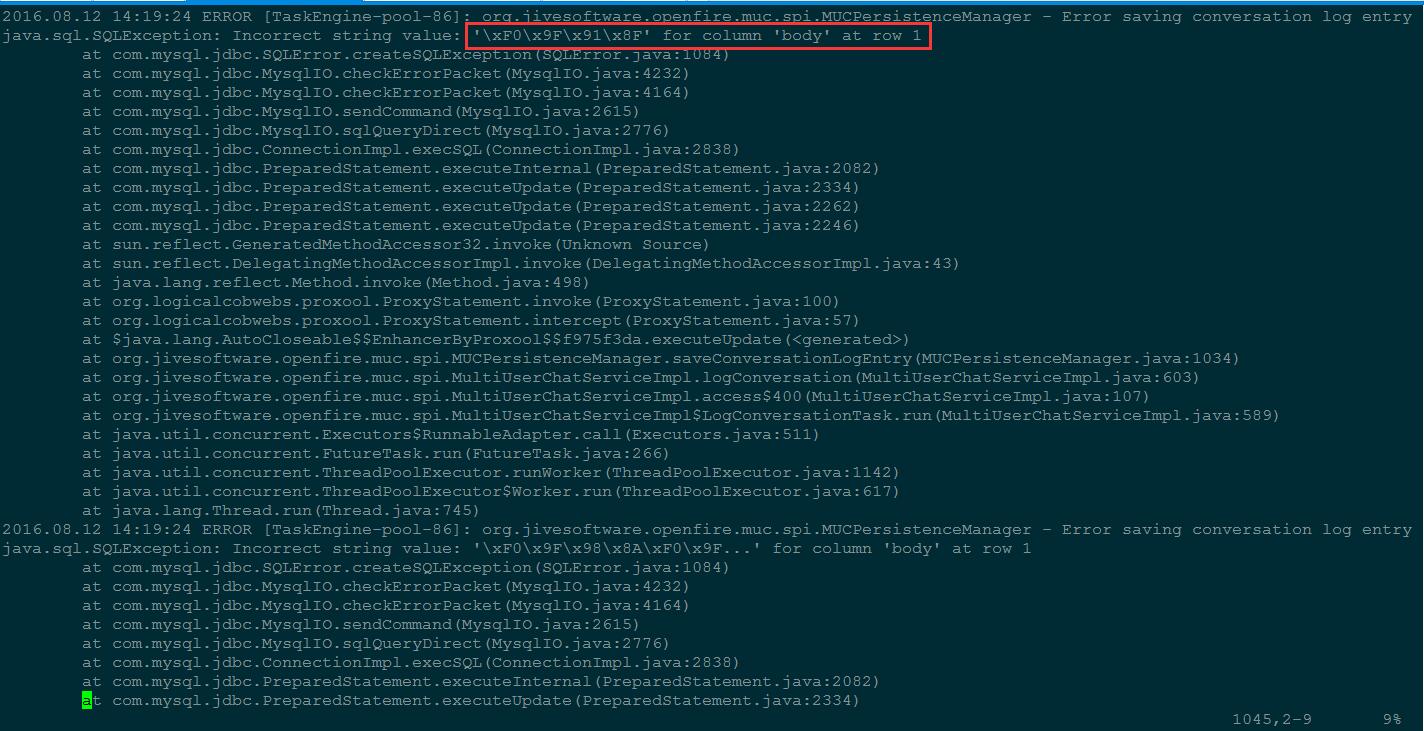 2016.08.12 14:19:24 ERROR [TaskEngine-pool-86]: org.jivesoftware.openfire.muc.spi.MUCPersistenceManager - Error saving conversation log entry
java.sql.SQLException: Incorrect string value: '\xF0\x9F\x91\x8F' for column 'body' at row 1
at com.mysql.jdbc.SQLError.createSQLException(SQLError.java:1084)
at com.mysql.jdbc.MysqlIO.checkErrorPacket(MysqlIO.java:4232)
at com.mysql.jdbc.MysqlIO.checkErrorPacket(MysqlIO.java:4164)
at com.mysql.jdbc.MysqlIO.sendCommand(MysqlIO.java:2615)
at com.mysql.jdbc.MysqlIO.sqlQueryDirect(MysqlIO.java:2776)
at com.mysql.jdbc.ConnectionImpl.execSQL(ConnectionImpl.java:2838)
at com.mysql.jdbc.PreparedStatement.executeInternal(PreparedStatement.java:2082)
at com.mysql.jdbc.PreparedStatement.executeUpdate(PreparedStatement.java:2334)
at com.mysql.jdbc.PreparedStatement.executeUpdate(PreparedStatement.java:2262)
at com.mysql.jdbc.PreparedStatement.executeUpdate(PreparedStatement.java:2246)
at sun.reflect.GeneratedMethodAccessor32.invoke(Unknown Source)
at sun.reflect.DelegatingMethodAccessorImpl.invoke(DelegatingMethodAccessorImpl.java:43)
at java.lang.reflect.Method.invoke(Method.java:498)
at org.logicalcobwebs.proxool.ProxyStatement.invoke(ProxyStatement.java:100)
at org.logicalcobwebs.proxool.ProxyStatement.intercept(ProxyStatement.java:57)
at $java.lang.AutoCloseable$$EnhancerByProxool$$f975f3da.executeUpdate(<generated>)
at org.jivesoftware.openfire.muc.spi.MUCPersistenceManager.saveConversationLogEntry(MUCPersistenceManager.java:1034)
at org.jivesoftware.openfire.muc.spi.MultiUserChatServiceImpl.logConversation(MultiUserChatServiceImpl.java:603)
at org.jivesoftware.openfire.muc.spi.MultiUserChatServiceImpl.access$400(MultiUserChatServiceImpl.java:107)
at org.jivesoftware.openfire.muc.spi.MultiUserChatServiceImpl$LogConversationTask.run(MultiUserChatServiceImpl.java:589)
at java.util.concurrent.Executors$RunnableAdapter.call(Executors.java:511)
at java.util.concurrent.FutureTask.run(FutureTask.java:266)
at java.util.concurrent.ThreadPoolExecutor.runWorker(ThreadPoolExecutor.java:1142)
at java.util.concurrent.ThreadPoolExecutor$Worker.run(ThreadPoolExecutor.java:617)
at java.lang.Thread.run(Thread.java:745)
2016.08.12 14:19:24 ERROR [TaskEngine-pool-86]: org.jivesoftware.openfire.muc.spi.MUCPersistenceManager - Error saving conversation log entry
java.sql.SQLException: Incorrect string value: '\xF0\x9F\x98\x8A\xF0\x9F...' for column 'body' at row 1
at com.mysql.jdbc.SQLError.createSQLException(SQLError.java:1084)
at com.mysql.jdbc.MysqlIO.checkErrorPacket(MysqlIO.java:4232)
at com.mysql.jdbc.MysqlIO.checkErrorPacket(MysqlIO.java:4164)
at com.mysql.jdbc.MysqlIO.sendCommand(MysqlIO.java:2615)
at com.mysql.jdbc.MysqlIO.sqlQueryDirect(MysqlIO.java:2776)
at com.mysql.jdbc.ConnectionImpl.execSQL(ConnectionImpl.java:2838)
at com.mysql.jdbc.PreparedStatement.executeInternal(PreparedStatement.java:2082)
at com.mysql.jdbc.PreparedStatement.executeUpdate(PreparedStatement.java:2334)
1045,2-9 9%